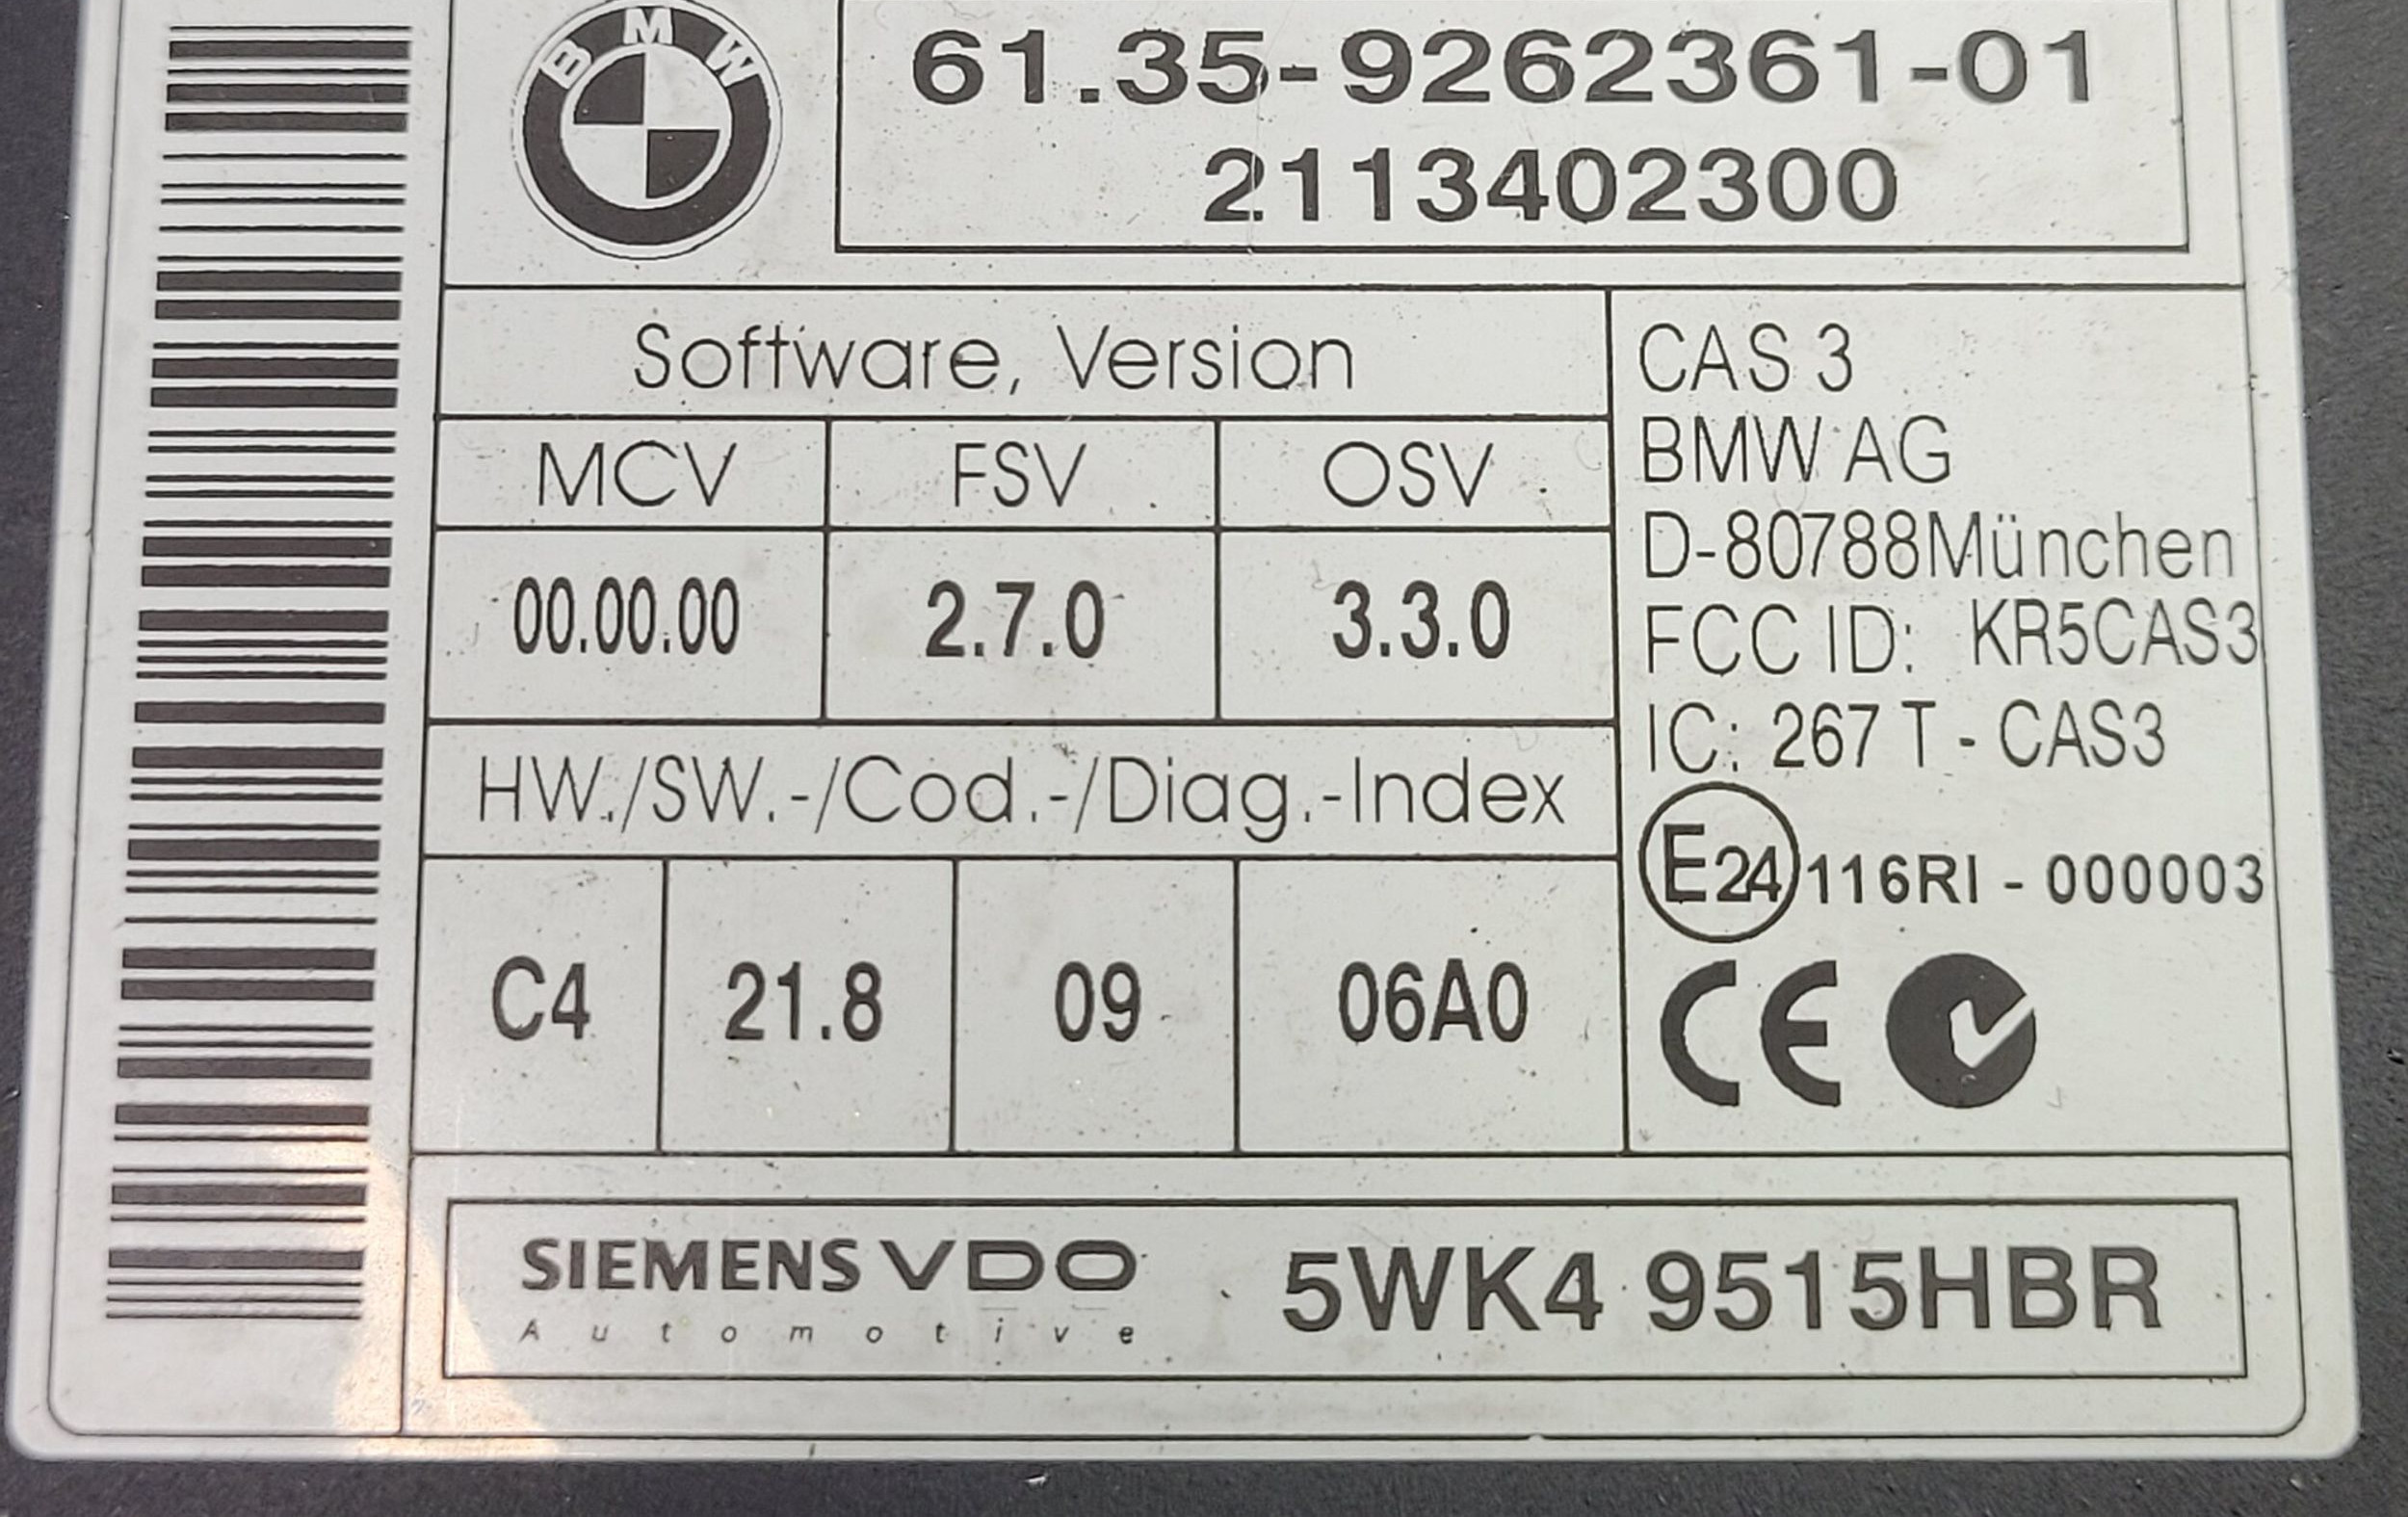 BMW
61.35-9262361-01
2113402300
Software, Version
MCV FSV OSV
00.00.00 2.7.0 3.3.0
HW./SW.-/Cod.-/Diag.-Index
C4 21.8 09 06A0
CAS 3
BMW AG
D-80788München
FCC ID: KR5CAS3
IC: 267 T - CAS3
E24 116RI - 000003
CE
SIEMENS VDO
Automotive
5WK4 9515HBR